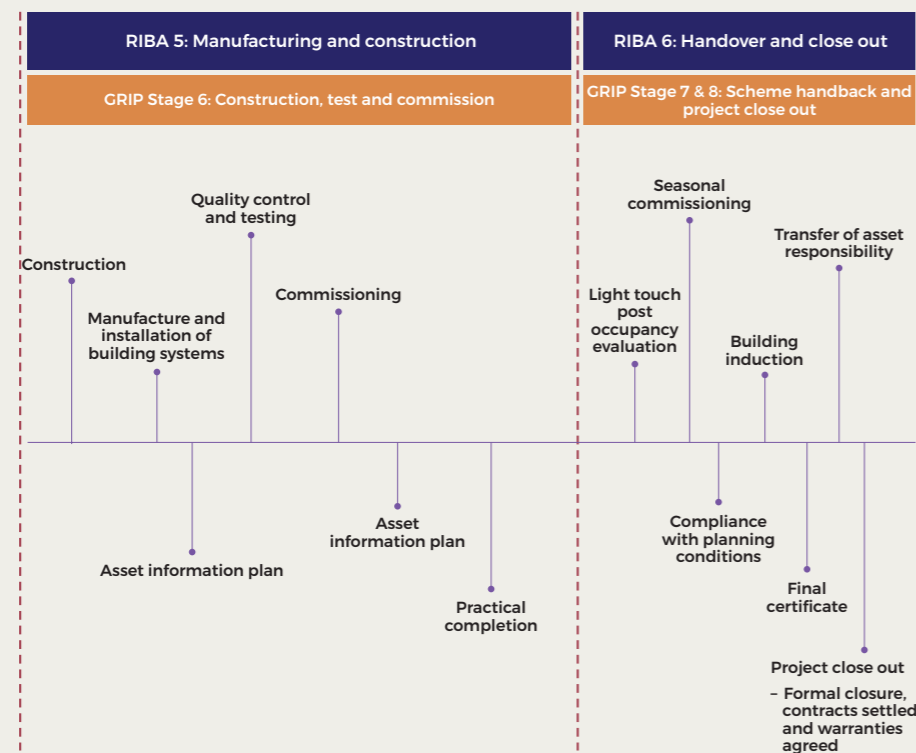 RIBA 5: Manufacturing and construction
RIBA 6: Handover and close out
GRIP Stage 6: Construction, test and commission
GRIP Stage 7 & 8: Scheme handback and
project close out
Construction
Manufacture and
installation of
building systems
Asset information plan
Quality control
and testing
Commissioning
Asset
information plan
Practical
completion
Light touch
post
occupancy
evaluation
Seasonal
commissioning
Compliance
with planning
conditions
Building
induction
Final
certificate
Transfer of asset
responsibility
Project close out
– Formal closure,
contracts settled
and warranties
agreed